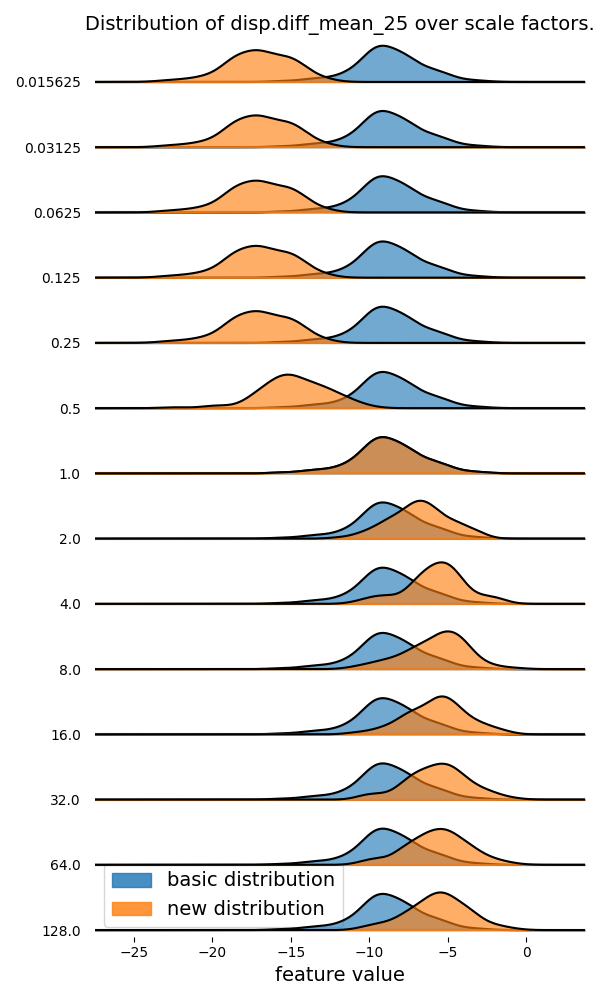 Distribution of disp.diff_mean_25 over scale factors.
0.015625
0.03125
0.0625
0.125
0.25
0.5
1.0
2.0
4.0
8.0
16.0
32.0
64.0
basic distribution
new distribution
128.0
−25 −20 −15 −10 −5 0
feature value